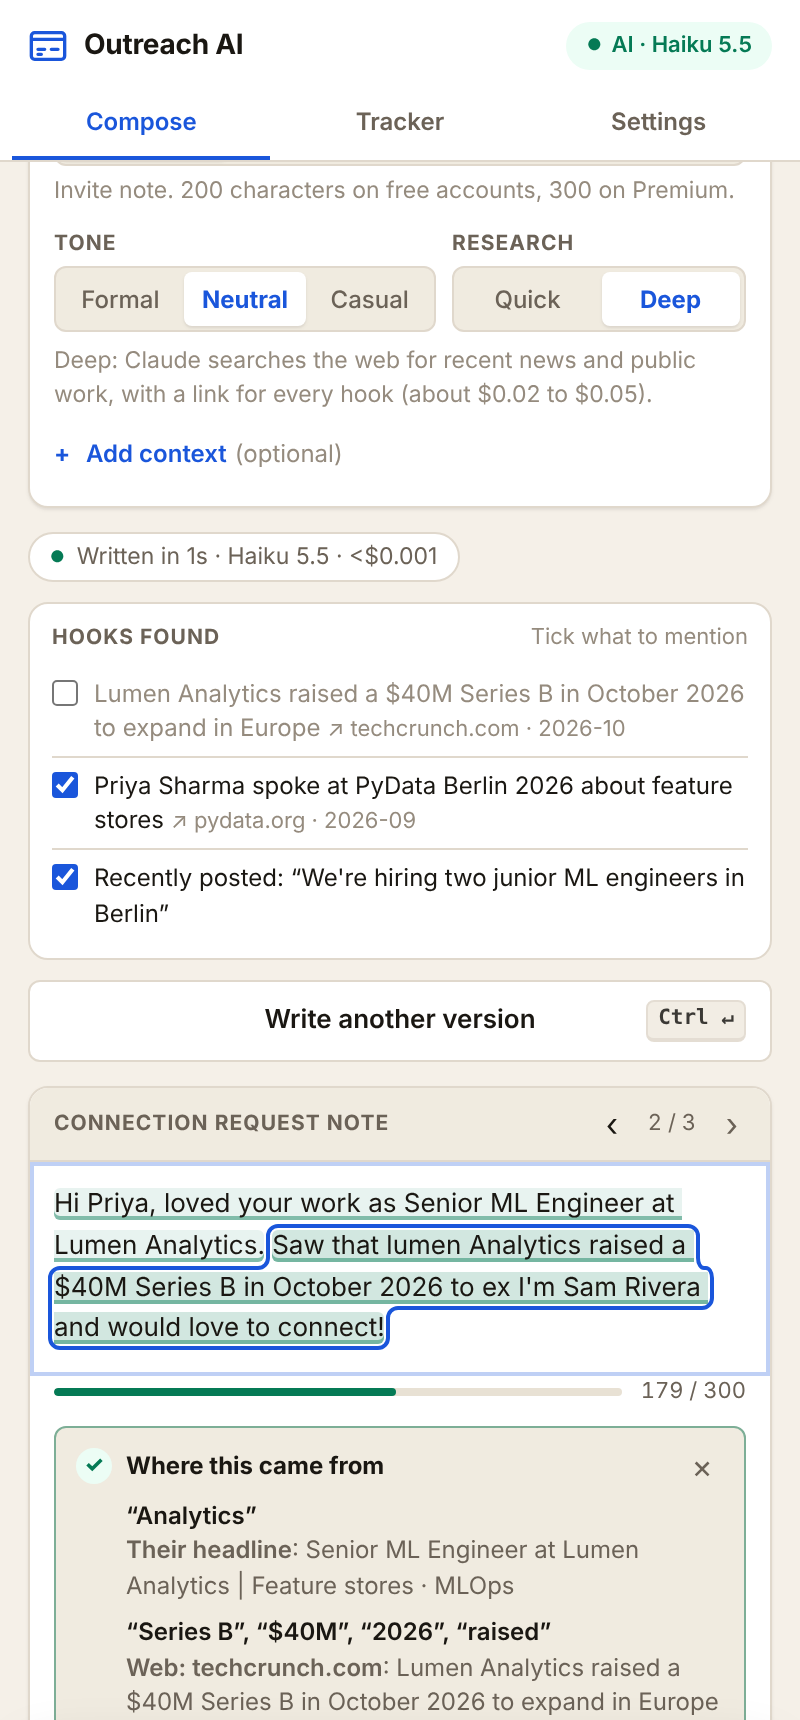 Outreach AI
AI · Haiku 5.5
Compose
Tracker
Settings
Invite note. 200 characters on free accounts, 300 on Premium.
TONE
RESEARCH
Formal
Neutral
Casual
Quick
Deep
Deep: Claude searches the web for recent news and public
work, with a link for every hook (about $0.02 to $0.05).
+ Add context (optional)
Written in 1s · Haiku 5.5 · <$0.001
HOOKS FOUND
Tick what to mention
Lumen Analytics raised a $40M Series B in October 2026
to expand in Europe ↗ techcrunch.com · 2026-10
Priya Sharma spoke at PyData Berlin 2026 about feature
stores ↗ pydata.org · 2026-09
Recently posted: “We're hiring two junior ML engineers in
Berlin”
Write another version
Ctrl ↵
CONNECTION REQUEST NOTE
‹ 2 / 3 ›
Hi Priya, loved your work as Senior ML Engineer at
Lumen Analytics. Saw that lumen Analytics raised a
$40M Series B in October 2026 to ex I'm Sam Rivera
and would love to connect!
179 / 300
Where this came from
“Analytics”
Their headline: Senior ML Engineer at Lumen
Analytics | Feature stores · MLOps
“Series B”, “$40M”, “2026”, “raised”
Web: techcrunch.com: Lumen Analytics raised a
$40M Series B in October 2026 to expand in Europe